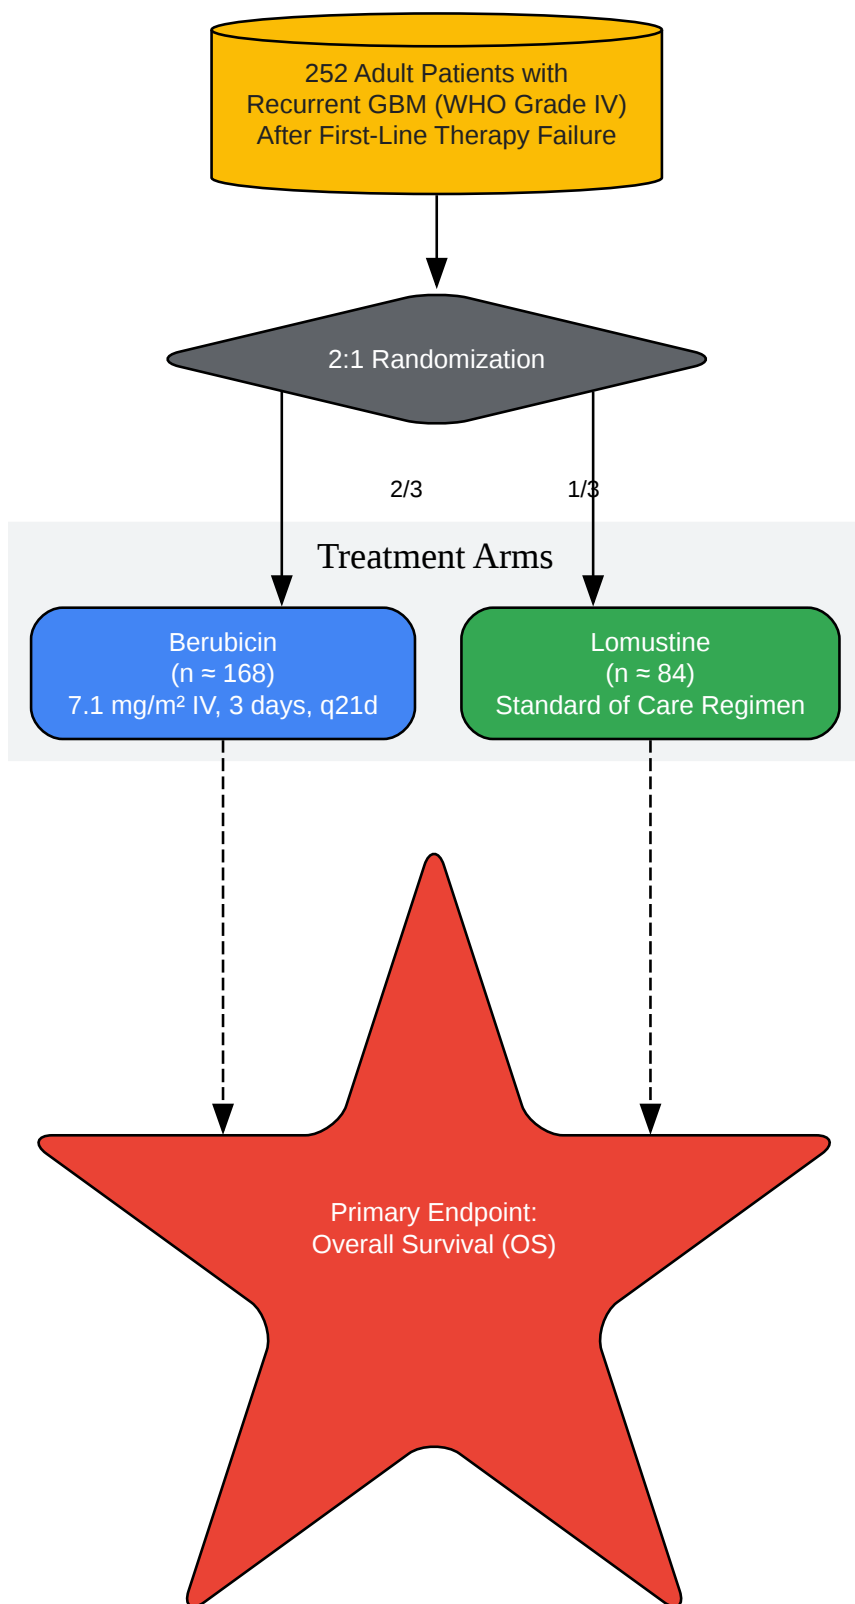 252 Adult Patients with
Recurrent GBM (WHO Grade IV)
After First-Line Therapy Failure
2:1 Randomization
2/3
1/3
Treatment Arms
Berubicin
(n ≈ 168)
7.1 mg/m² IV, 3 days, q21d
Lomustine
(n ≈ 84)
Standard of Care Regimen
Primary Endpoint:
Overall Survival (OS)